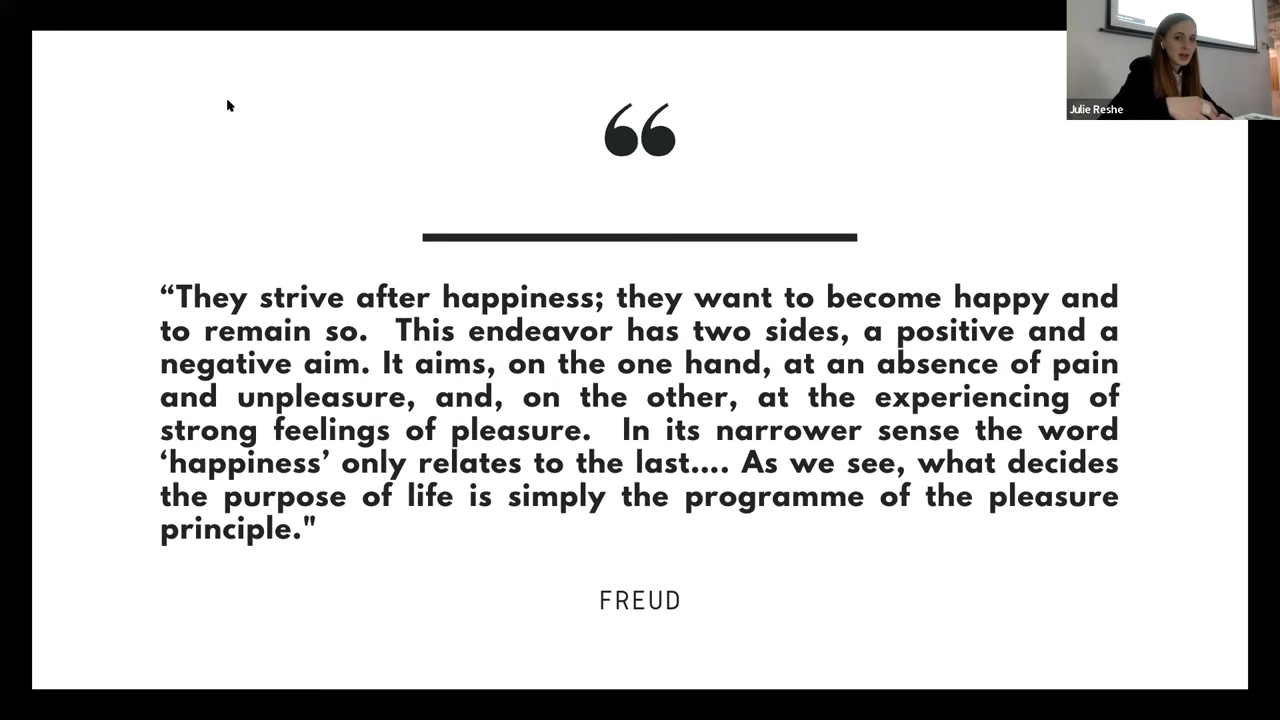 Julie Reshe
“
“They strive after happiness; they want to become happy and
to remain so.  This endeavor has two sides, a positive and a
negative aim. It aims, on the one hand, at an absence of pain
and unpleasure, and, on the other, at the experiencing of
strong feelings of pleasure.  In its narrower sense the word
‘happiness’ only relates to the last.... As we see, what decides
the purpose of life is simply the programme of the pleasure
principle."
FREUD